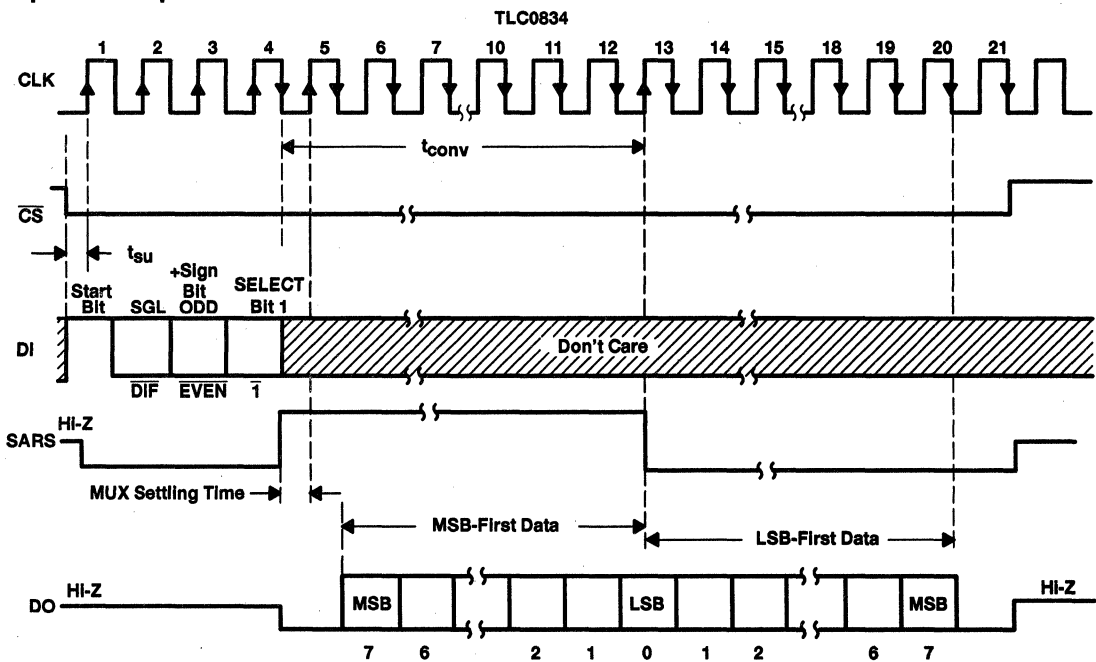 TLC0834
1 2 3 4 5 6 7 10 11 12 13 14 15 18 19 20 21
CLK
tconv
CS
tsu
Start Bit
SGL
+Sign Bit ODD
SELECT Bit 1
DI
Don't Care
DIF EVEN 1
Hi-Z
SARS
MUX Settling Time
MSB-First Data
LSB-First Data
Hi-Z
DO
MSB LSB MSB
Hi-Z
7 6 2 1 0 1 2 6 7